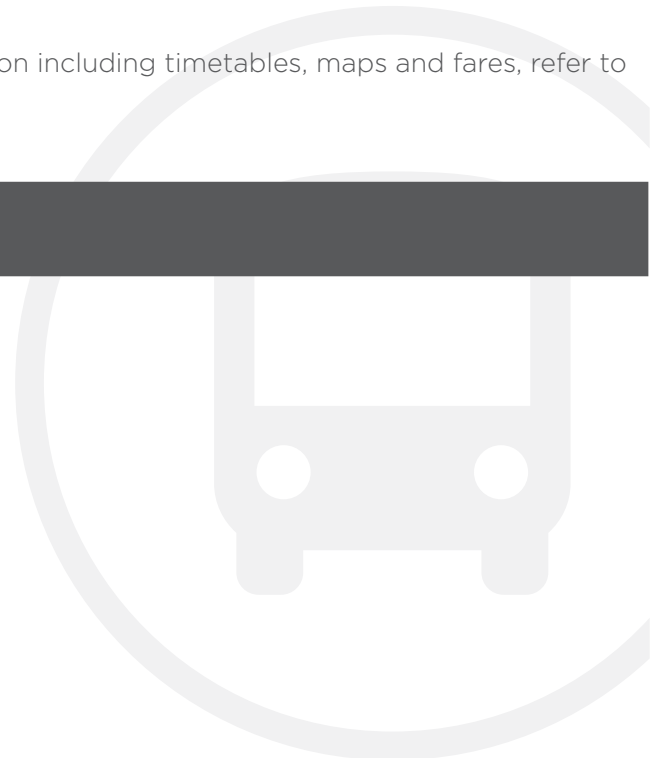 on including timetables, maps and fares, refer to